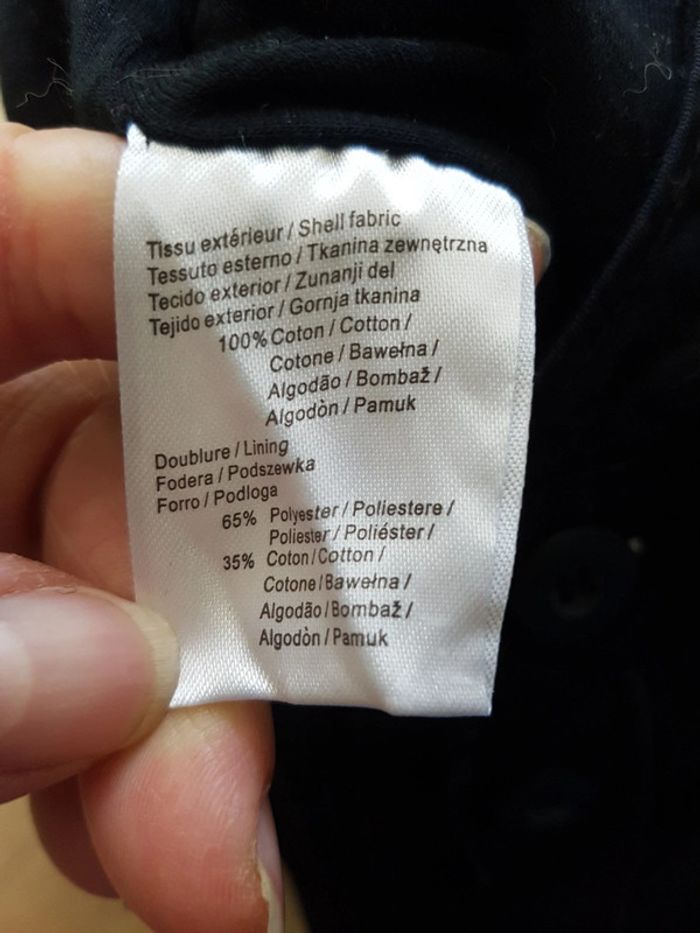 Tissu extérieur / Shell fabric
Tessuto esterno / Tkanina zewnętrzna
Tecido exterior / Zunanji del
Tejido exterior / Gornja tkanina
100% Coton / Cotton /
Cotone / Bawełna /
Algodão / Bombaž /
Algodòn / Pamuk
Doublure / Lining
Fodera / Podszewka
Forro / Podloga
65% Polyester / Poliestere /
Poliester / Poliéster /
35% Coton / Cotton /
Cotone / Bawełna /
Algodão / Bombaž /
Algodòn / Pamuk